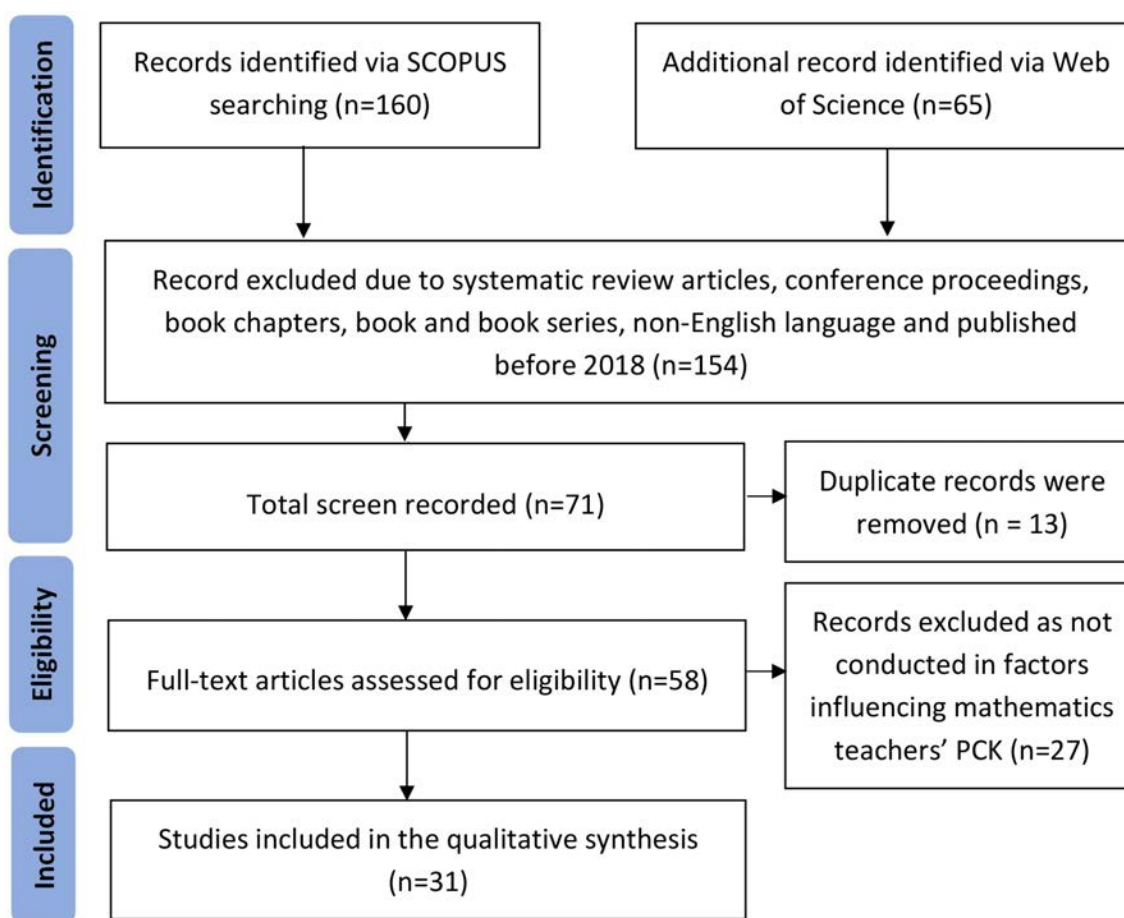 Identification
Records identified via SCOPUS
searching (n=160)
Additional record identified via Web
of Science (n=65)
Screening
Record excluded due to systematic review articles, conference proceedings,
book chapters, book and book series, non-English language and published
before 2018 (n=154)
Total screen recorded (n=71)
Duplicate records were
removed (n = 13)
Eligibility
Full-text articles assessed for eligibility (n=58)
Records excluded as not
conducted in factors
influencing mathematics
teachers’ PCK (n=27)
Included
Studies included in the qualitative synthesis
(n=31)